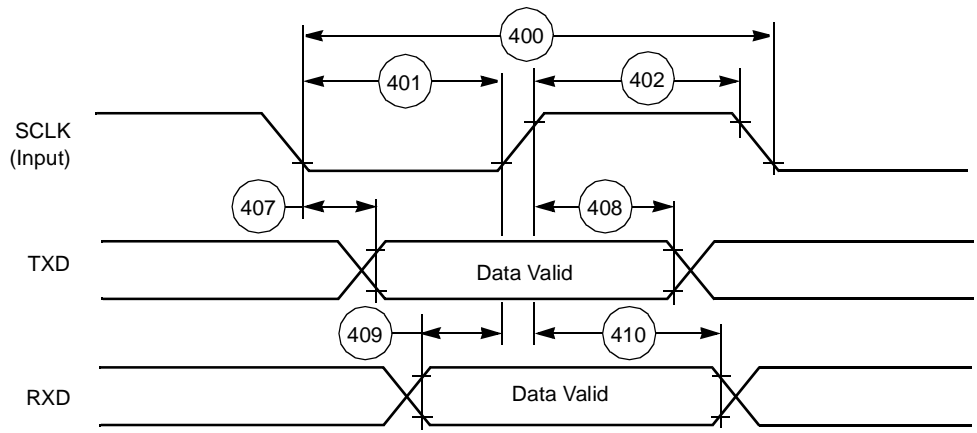 400
401
402
SCLK
(Input)
407
408
TXD
Data Valid
409
410
RXD
Data Valid